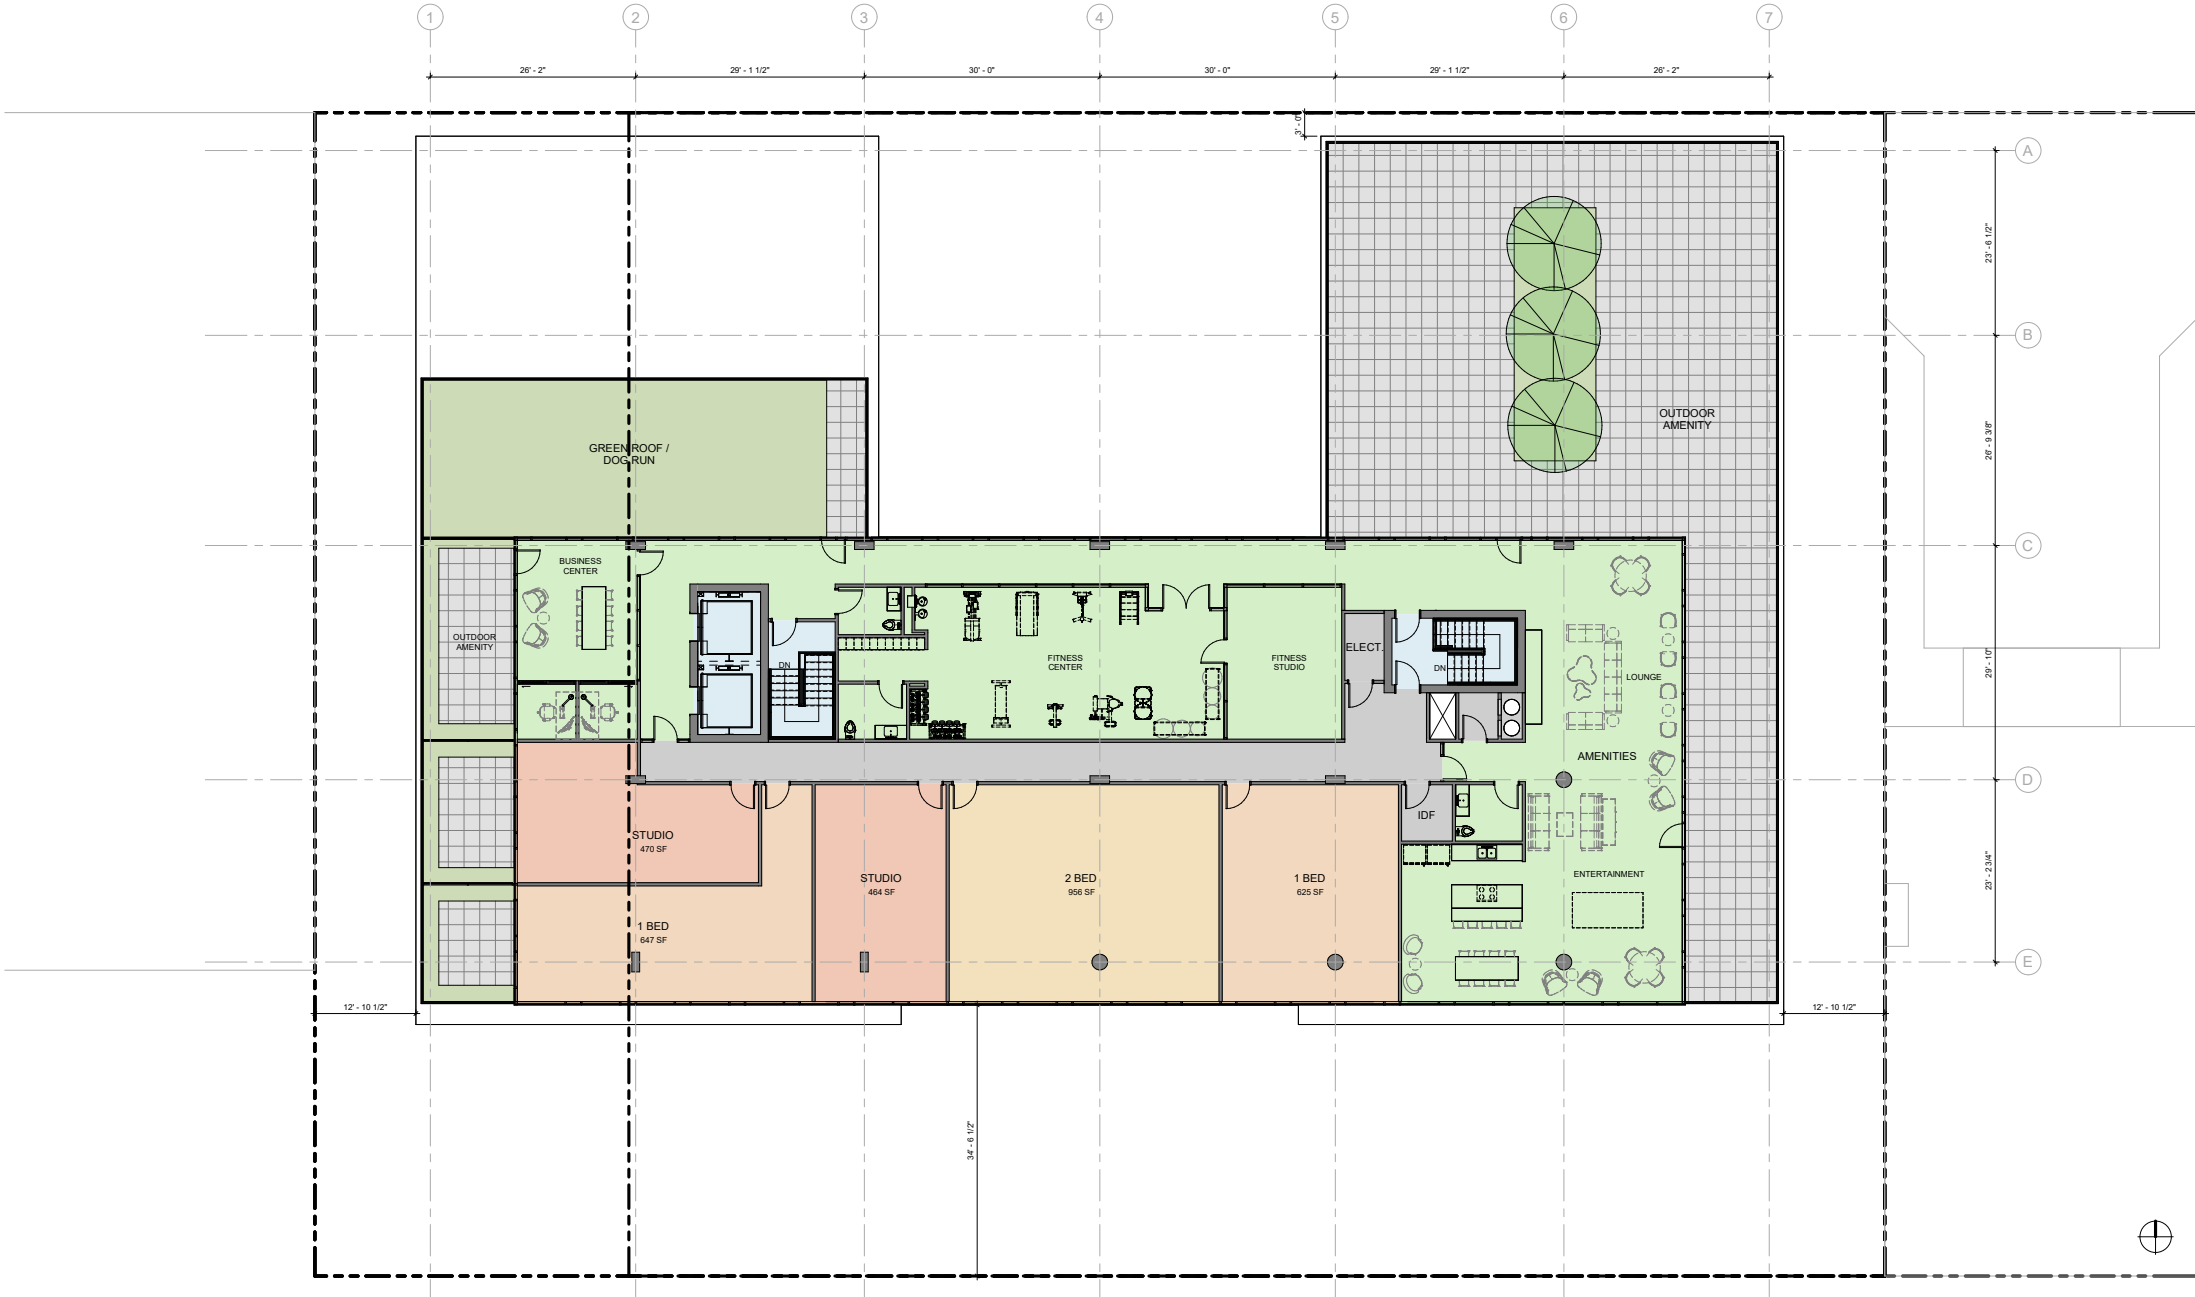 1
2
3
4
5
6
7
26' - 2"
29' - 1 1/2"
30' - 0"
30' - 0"
29' - 1 1/2"
26' - 2"
3' - 0"
A
23' - 6 1/2"
B
OUTDOOR
AMENITY
26' - 9 3/8"
GREEN ROOF /
DOG RUN
C
BUSINESS
CENTER
OUTDOOR
AMENITY
DN
FITNESS
CENTER
FITNESS
STUDIO
ELECT.
DN
LOUNGE
29' - 10"
AMENITIES
D
STUDIO
470 SF
IDF
STUDIO
464 SF
2 BED
956 SF
1 BED
625 SF
ENTERTAINMENT
23' - 2 3/4"
1 BED
647 SF
E
12' - 10 1/2"
12' - 10 1/2"
34' - 6 1/2"